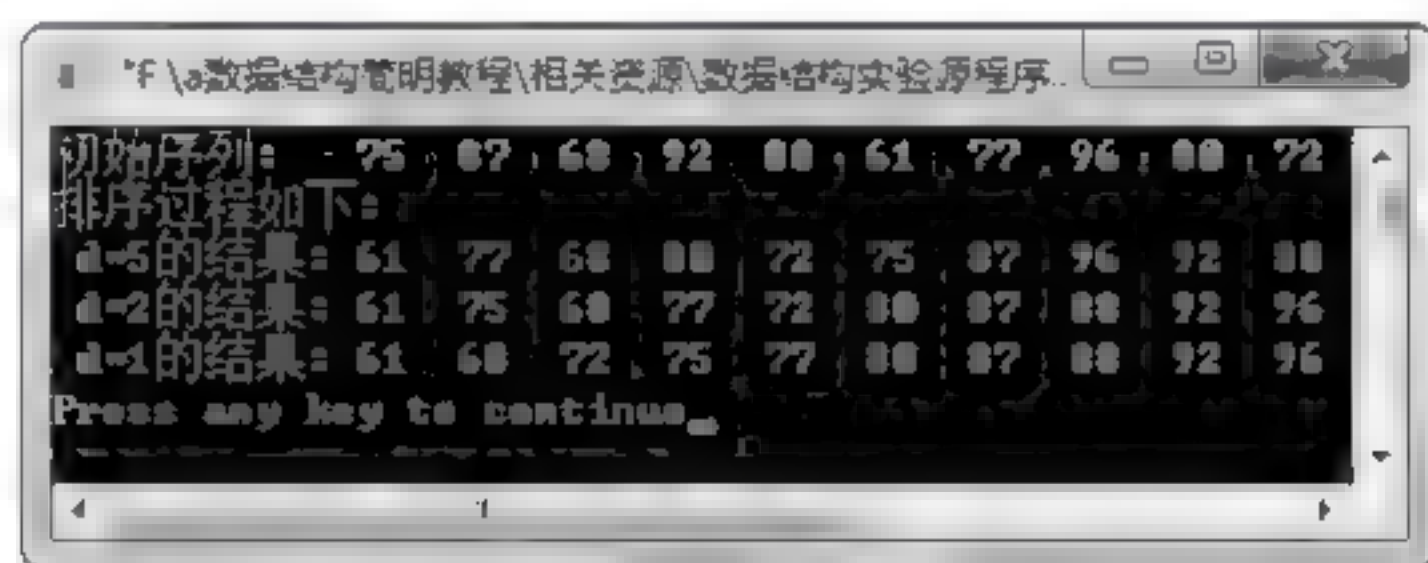 "F:\a数据结构简明教程\相关资源\数据结构实验源程序...
初始序列: 75 87 68 92 88 61 77 96 80 72
排序过程如下:
d=5的结果: 61 77 68 80 72 75 87 96 92 88
d=2的结果: 61 75 68 77 72 80 87 88 92 96
d=1的结果: 61 68 72 75 77 80 87 88 92 96
Press any key to continue_